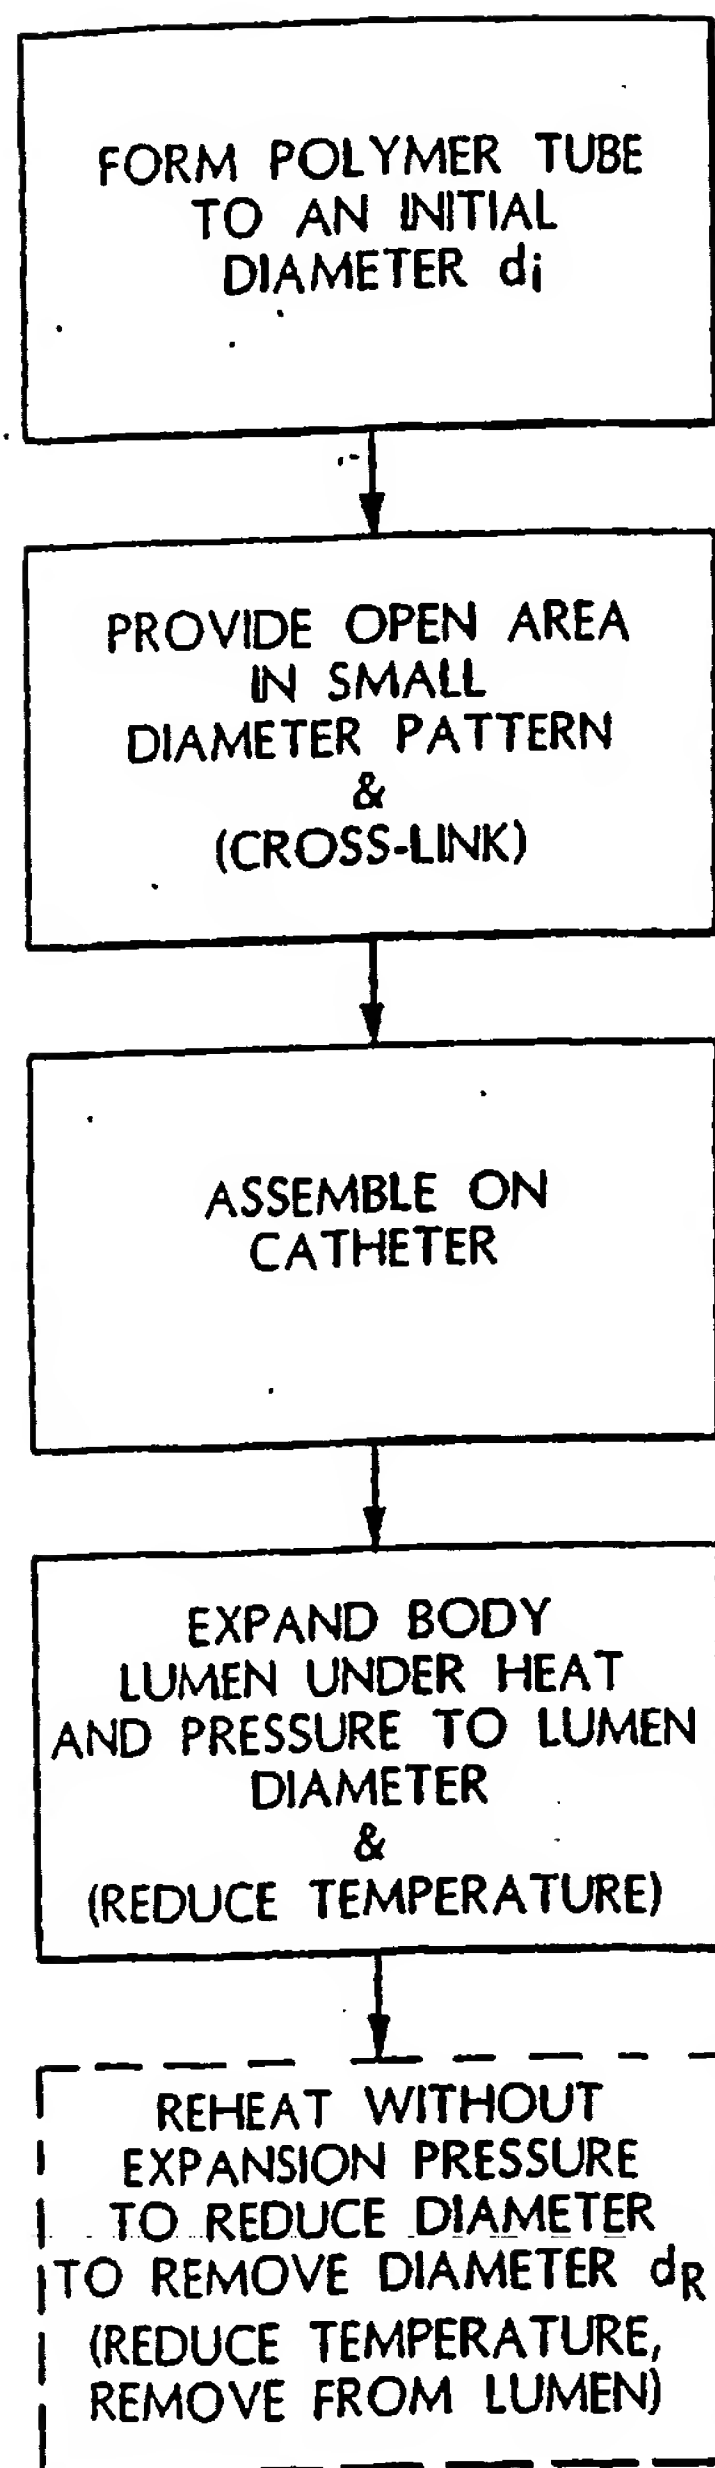 FORM POLYMER TUBE
TO AN INITIAL
DIAMETER di
PROVIDE OPEN AREA
IN SMALL
DIAMETER PATTERN
&
(CROSS-LINK)
ASSEMBLE ON
CATHETER
EXPAND BODY
LUMEN UNDER HEAT
AND PRESSURE TO LUMEN
DIAMETER
&
(REDUCE TEMPERATURE)
REHEAT WITHOUT
EXPANSION PRESSURE
TO REDUCE DIAMETER
TO REMOVE DIAMETER dR
(REDUCE TEMPERATURE,
REMOVE FROM LUMEN)